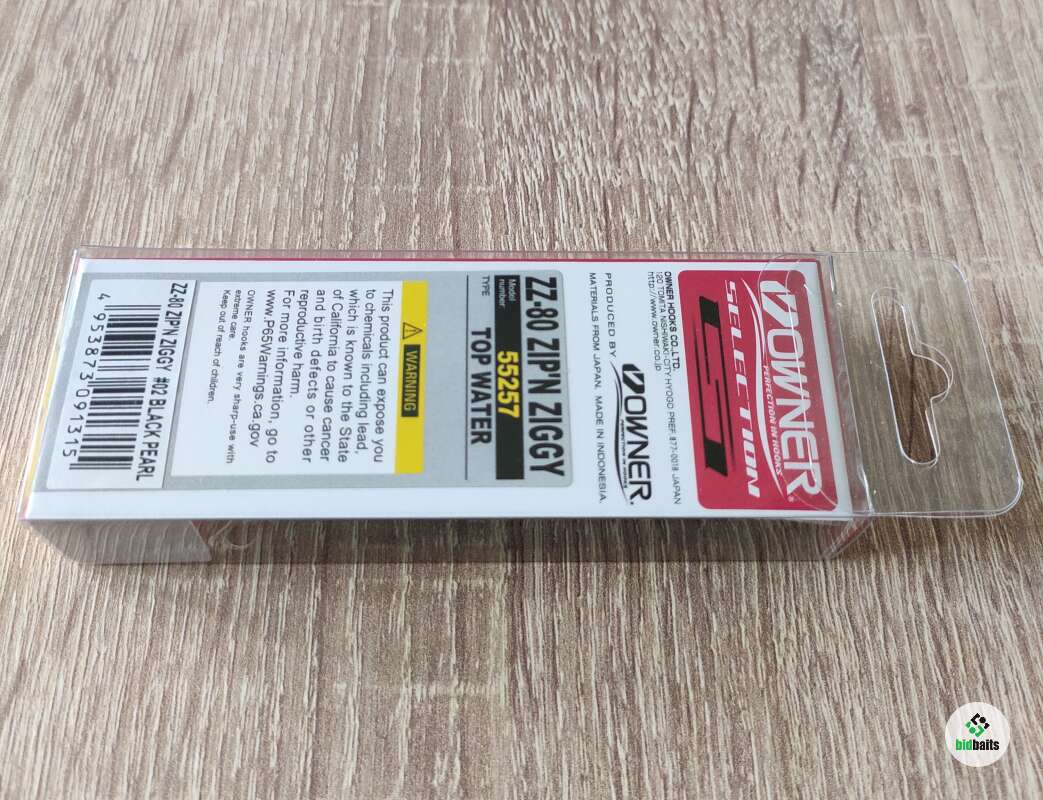 OWNER®
PERFECTION IN HOOKS
SELECTION
OWNER HOOKS CO.,LTD.
120 TOMITA NISHIWAKI-CITY HYOGO PREF. 677-0018 JAPAN
http://www.owner.co.jp
PRODUCED BY OWNER®
PERFECTION IN HOOKS
MATERIALS FROM JAPAN, MADE IN INDONESIA.
ZZ-80 ZIP'N ZIGGY
Model number 55257
TYPE TOP WATER
WARNING
This product can expose you
to chemicals including lead,
which is known to the State
of California to cause cancer
and birth defects or other
reproductive harm.
For more information, go to
www.P65Warnings.ca.gov
OWNER hooks are very sharp-use with
extreme care.
Keep out of reach of children.
ZZ-80 ZIP'N ZIGGY #02 BLACK PEARL
4 953873 091315
bidbaits